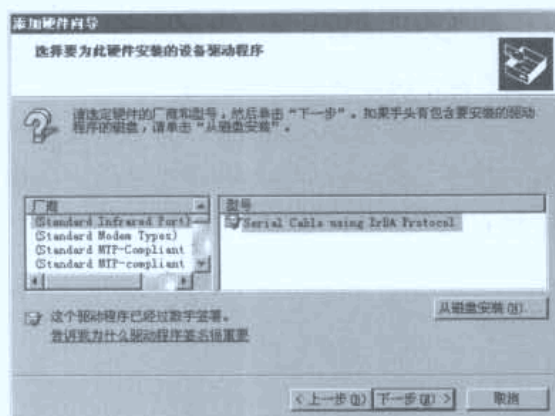 添加硬件向导
选择要为此硬件安装的设备驱动程序
请选定硬件的厂商和型号，然后单击“下一步”。如果手头有包含要安装的驱动
程序的磁盘，请单击“从磁盘安装”。
厂商
(Standard Infrared Port)
(Standard Modem Types)
(Standard MTP-Compliant
(Standard MTP-compliant
型号
Serial Cable using IrDA Protocol
这个驱动程序已经过数字签署。
告诉我为什么驱动程序签名很重要
从磁盘安装(H)...
< 上一步(B)
下一步(N) >
取消